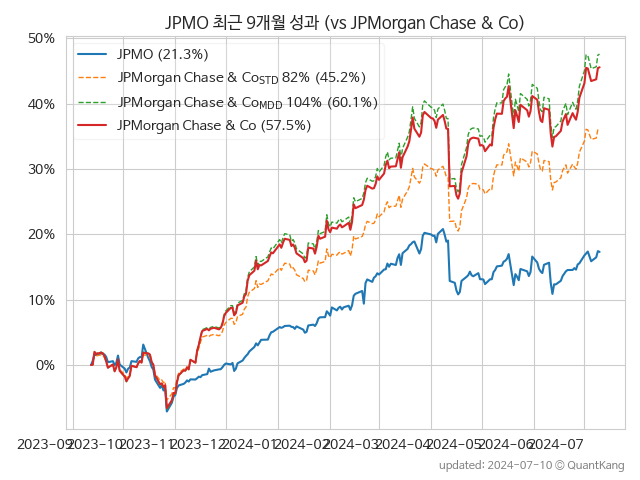 JPMO 최근 9개월 성과 (vs JPMorgan Chase & Co)
50%
40%
30%
20%
10%
0%
JPMO (21.3%)
JPMorgan Chase & CoSTD 82% (45.2%)
JPMorgan Chase & CoMDD 104% (60.1%)
JPMorgan Chase & Co (57.5%)
2023-09 2023-10 2023-11 2023-12 2024-01 2024-02 2024-03 2024-04 2024-05 2024-06 2024-07
updated: 2024-07-10 © QuantKang